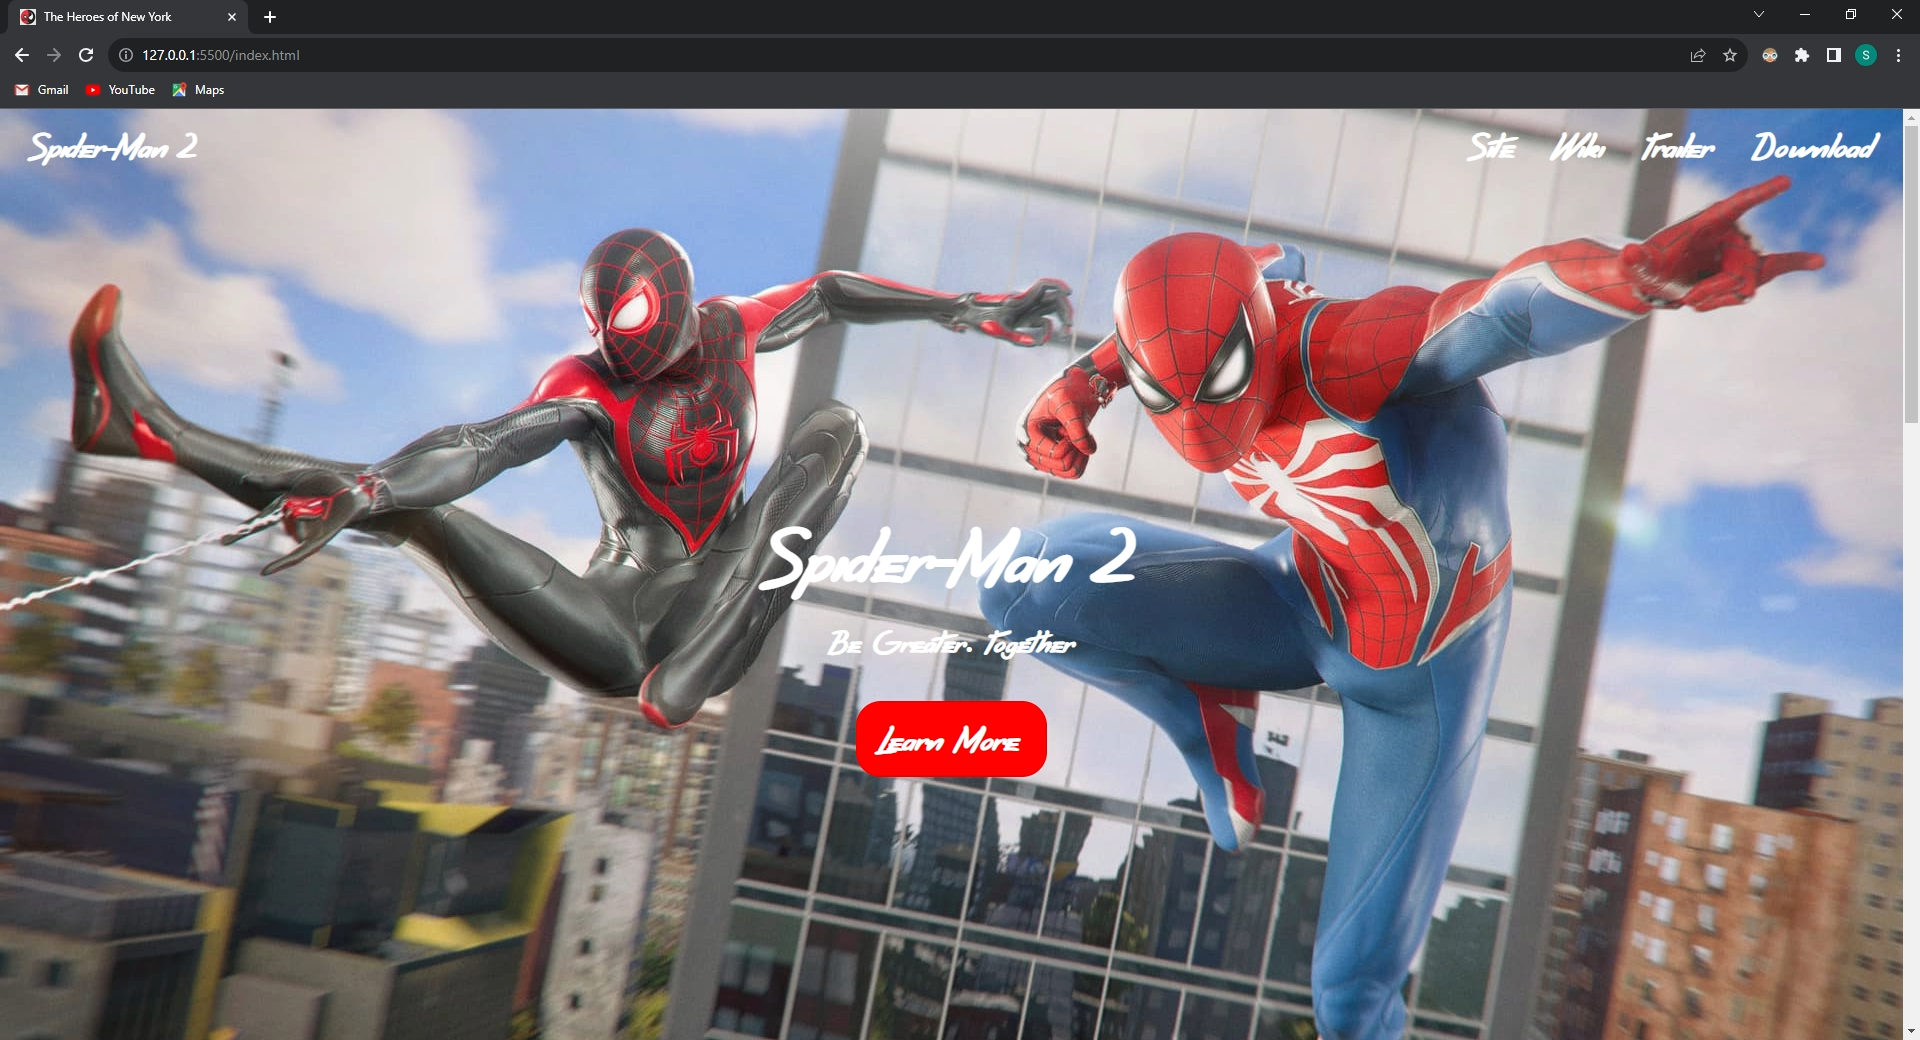 The Heroes of New York
127.0.0.1:5500/index.html
S
Gmail YouTube Maps
Spider-Man 2 Site Wiki Trailer Download
Spider-Man 2
Be Greater. Together
Learn More